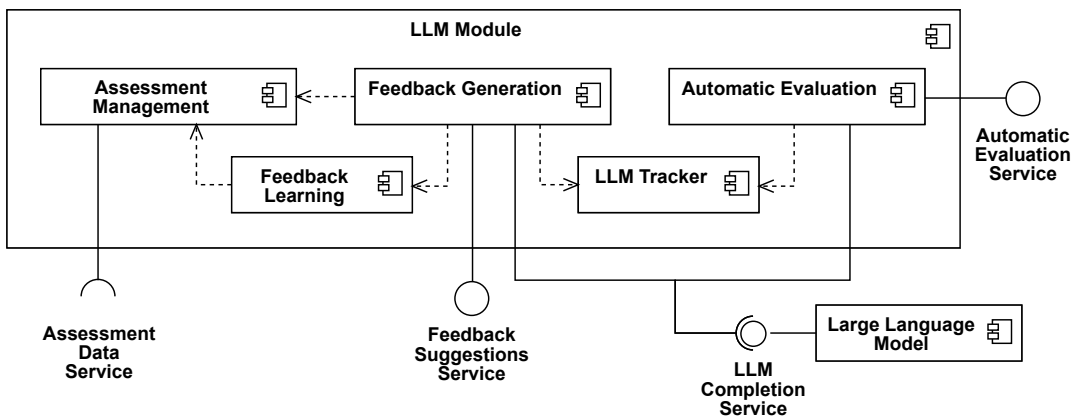 LLM Module
Assessment
Management
Feedback Generation
Automatic Evaluation
Feedback
Learning
LLM Tracker
Automatic
Evaluation
Service
Assessment
Data
Service
Feedback
Suggestions
Service
LLM
Completion
Service
Large Language
Model